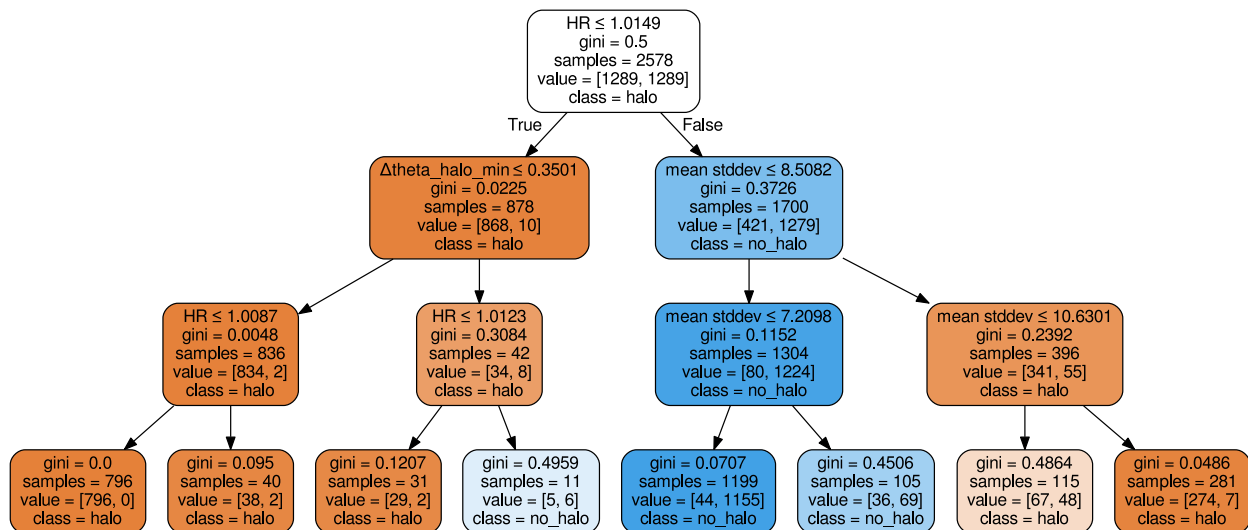 HR ≤ 1.0149
gini = 0.5
samples = 2578
value = [1289, 1289]
class = halo
True
False
Δtheta_halo_min ≤ 0.3501
gini = 0.0225
samples = 878
value = [868, 10]
class = halo
mean stddev ≤ 8.5082
gini = 0.3726
samples = 1700
value = [421, 1279]
class = no_halo
HR ≤ 1.0087
gini = 0.0048
samples = 836
value = [834, 2]
class = halo
HR ≤ 1.0123
gini = 0.3084
samples = 42
value = [34, 8]
class = halo
mean stddev ≤ 7.2098
gini = 0.1152
samples = 1304
value = [80, 1224]
class = no_halo
mean stddev ≤ 10.6301
gini = 0.2392
samples = 396
value = [341, 55]
class = halo
gini = 0.0
samples = 796
value = [796, 0]
class = halo
gini = 0.095
samples = 40
value = [38, 2]
class = halo
gini = 0.1207
samples = 31
value = [29, 2]
class = halo
gini = 0.4959
samples = 11
value = [5, 6]
class = no_halo
gini = 0.0707
samples = 1199
value = [44, 1155]
class = no_halo
gini = 0.4506
samples = 105
value = [36, 69]
class = no_halo
gini = 0.4864
samples = 115
value = [67, 48]
class = halo
gini = 0.0486
samples = 281
value = [274, 7]
class = halo